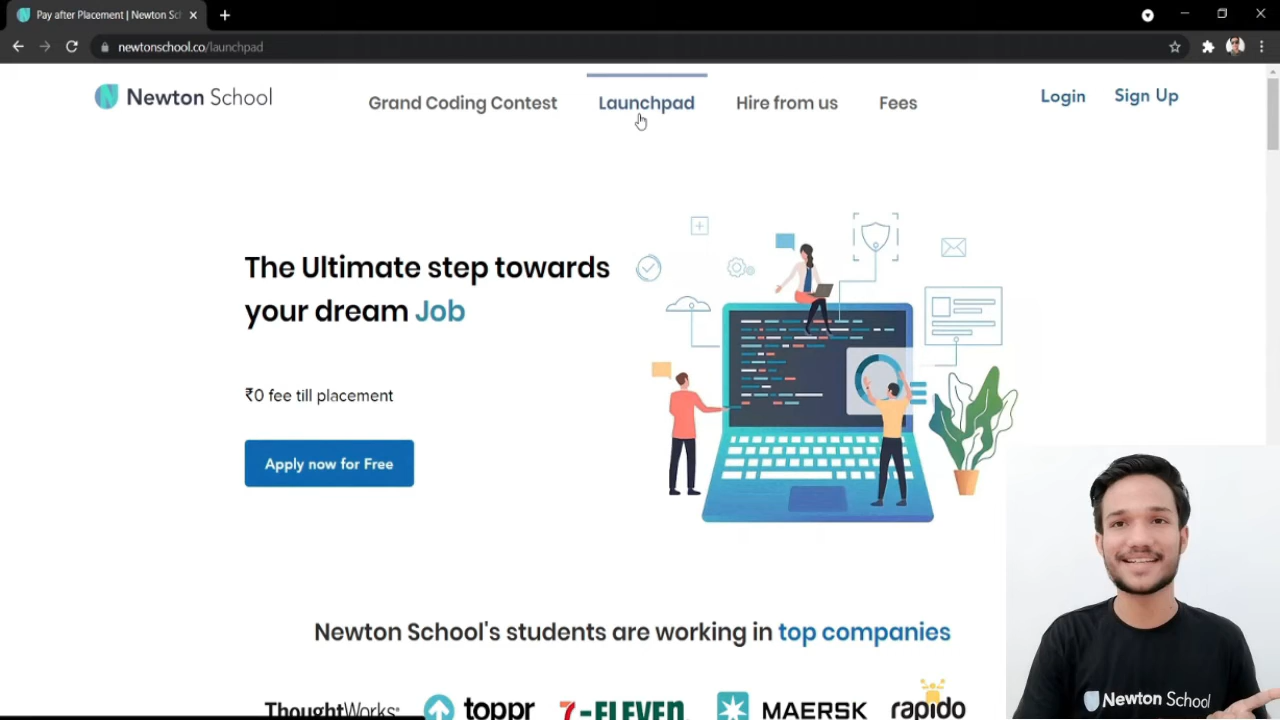 Pay after Placement | Newton Sc
newtonschool.co/launchpad
Newton School
Grand Coding Contest
Launchpad
Hire from us
Fees
Login
Sign Up
The Ultimate step towards
your dream Job
₹0 fee till placement
Apply now for Free
Newton School's students are working in top companies
ThoughtWorks
toppr
7-ELEVEN
MAERSK
rapido
Newton School